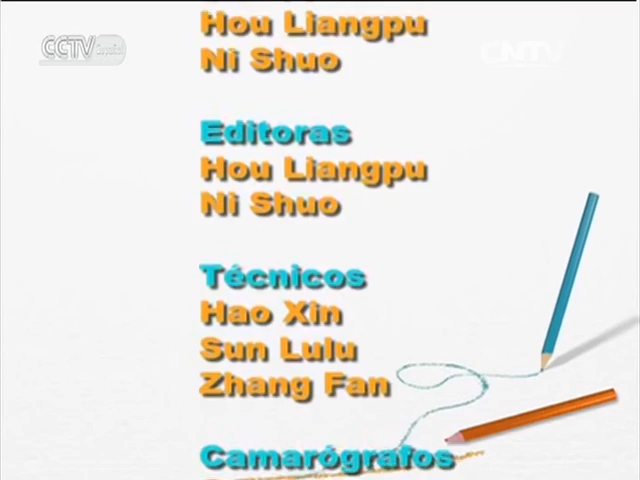 CCTV Español
CNTV
Hou Liangpu
Ni Shuo
Editoras
Hou Liangpu
Ni Shuo
Técnicos
Hao Xin
Sun Lulu
Zhang Fan
Camarógrafos